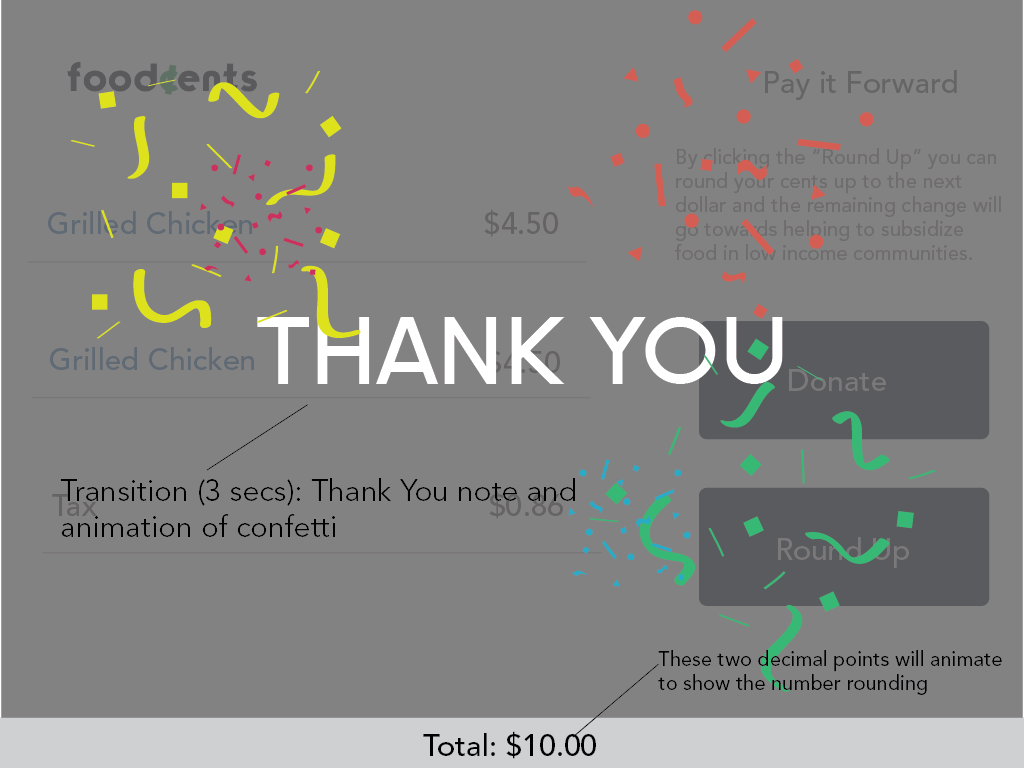 foodcents
Pay it Forward
By clicking the “Round Up” you can
round your cents up to the next
dollar and the remaining change will
go towards helping to subsidize
food in low income communities.
Grilled Chicken $4.50
THANK YOU
Grilled Chicken $4.50
Donate
Transition (3 secs): Thank You note and
animation of confetti
Tax $0.86
Round Up
These two decimal points will animate
to show the number rounding
Total: $10.00